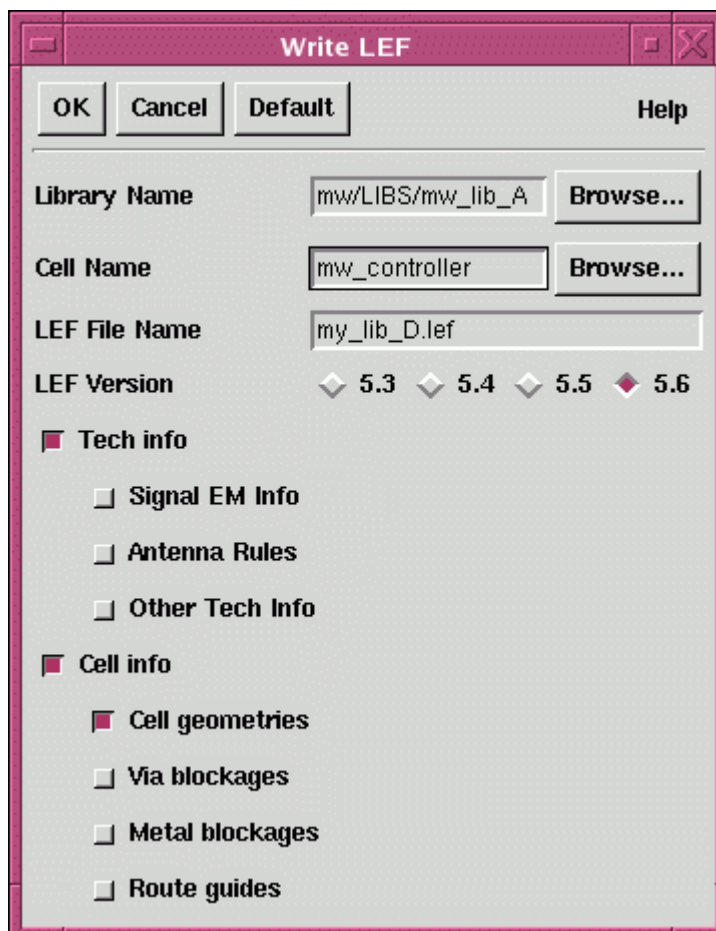 Write LEF
OK Cancel Default Help
Library Name mw/LIBS/mw_lib_A Browse...
Cell Name mw_controller Browse...
LEF File Name my_lib_D.lef
LEF Version 5.3 5.4 5.5 5.6
Tech info
Signal EM Info
Antenna Rules
Other Tech Info
Cell info
Cell geometries
Via blockages
Metal blockages
Route guides